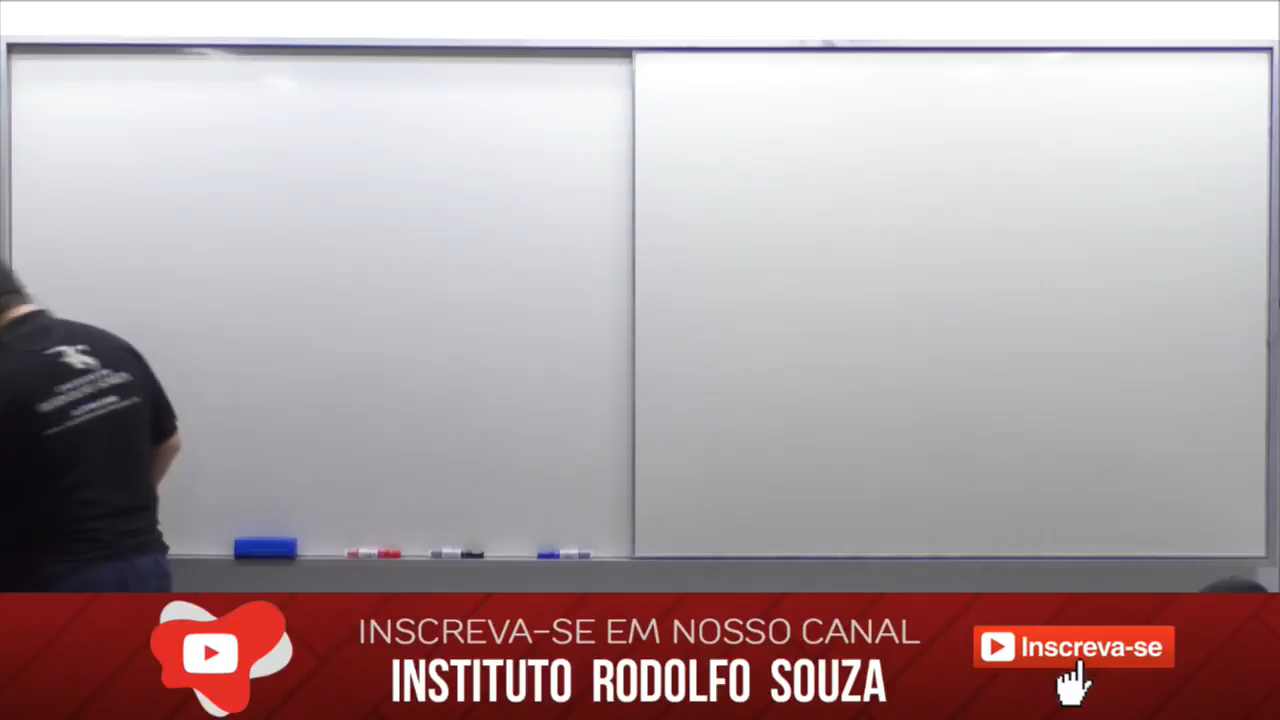 INSCREVA-SE EM NOSSO CANAL
INSTITUTO RODOLFO SOUZA
Inscreva-se